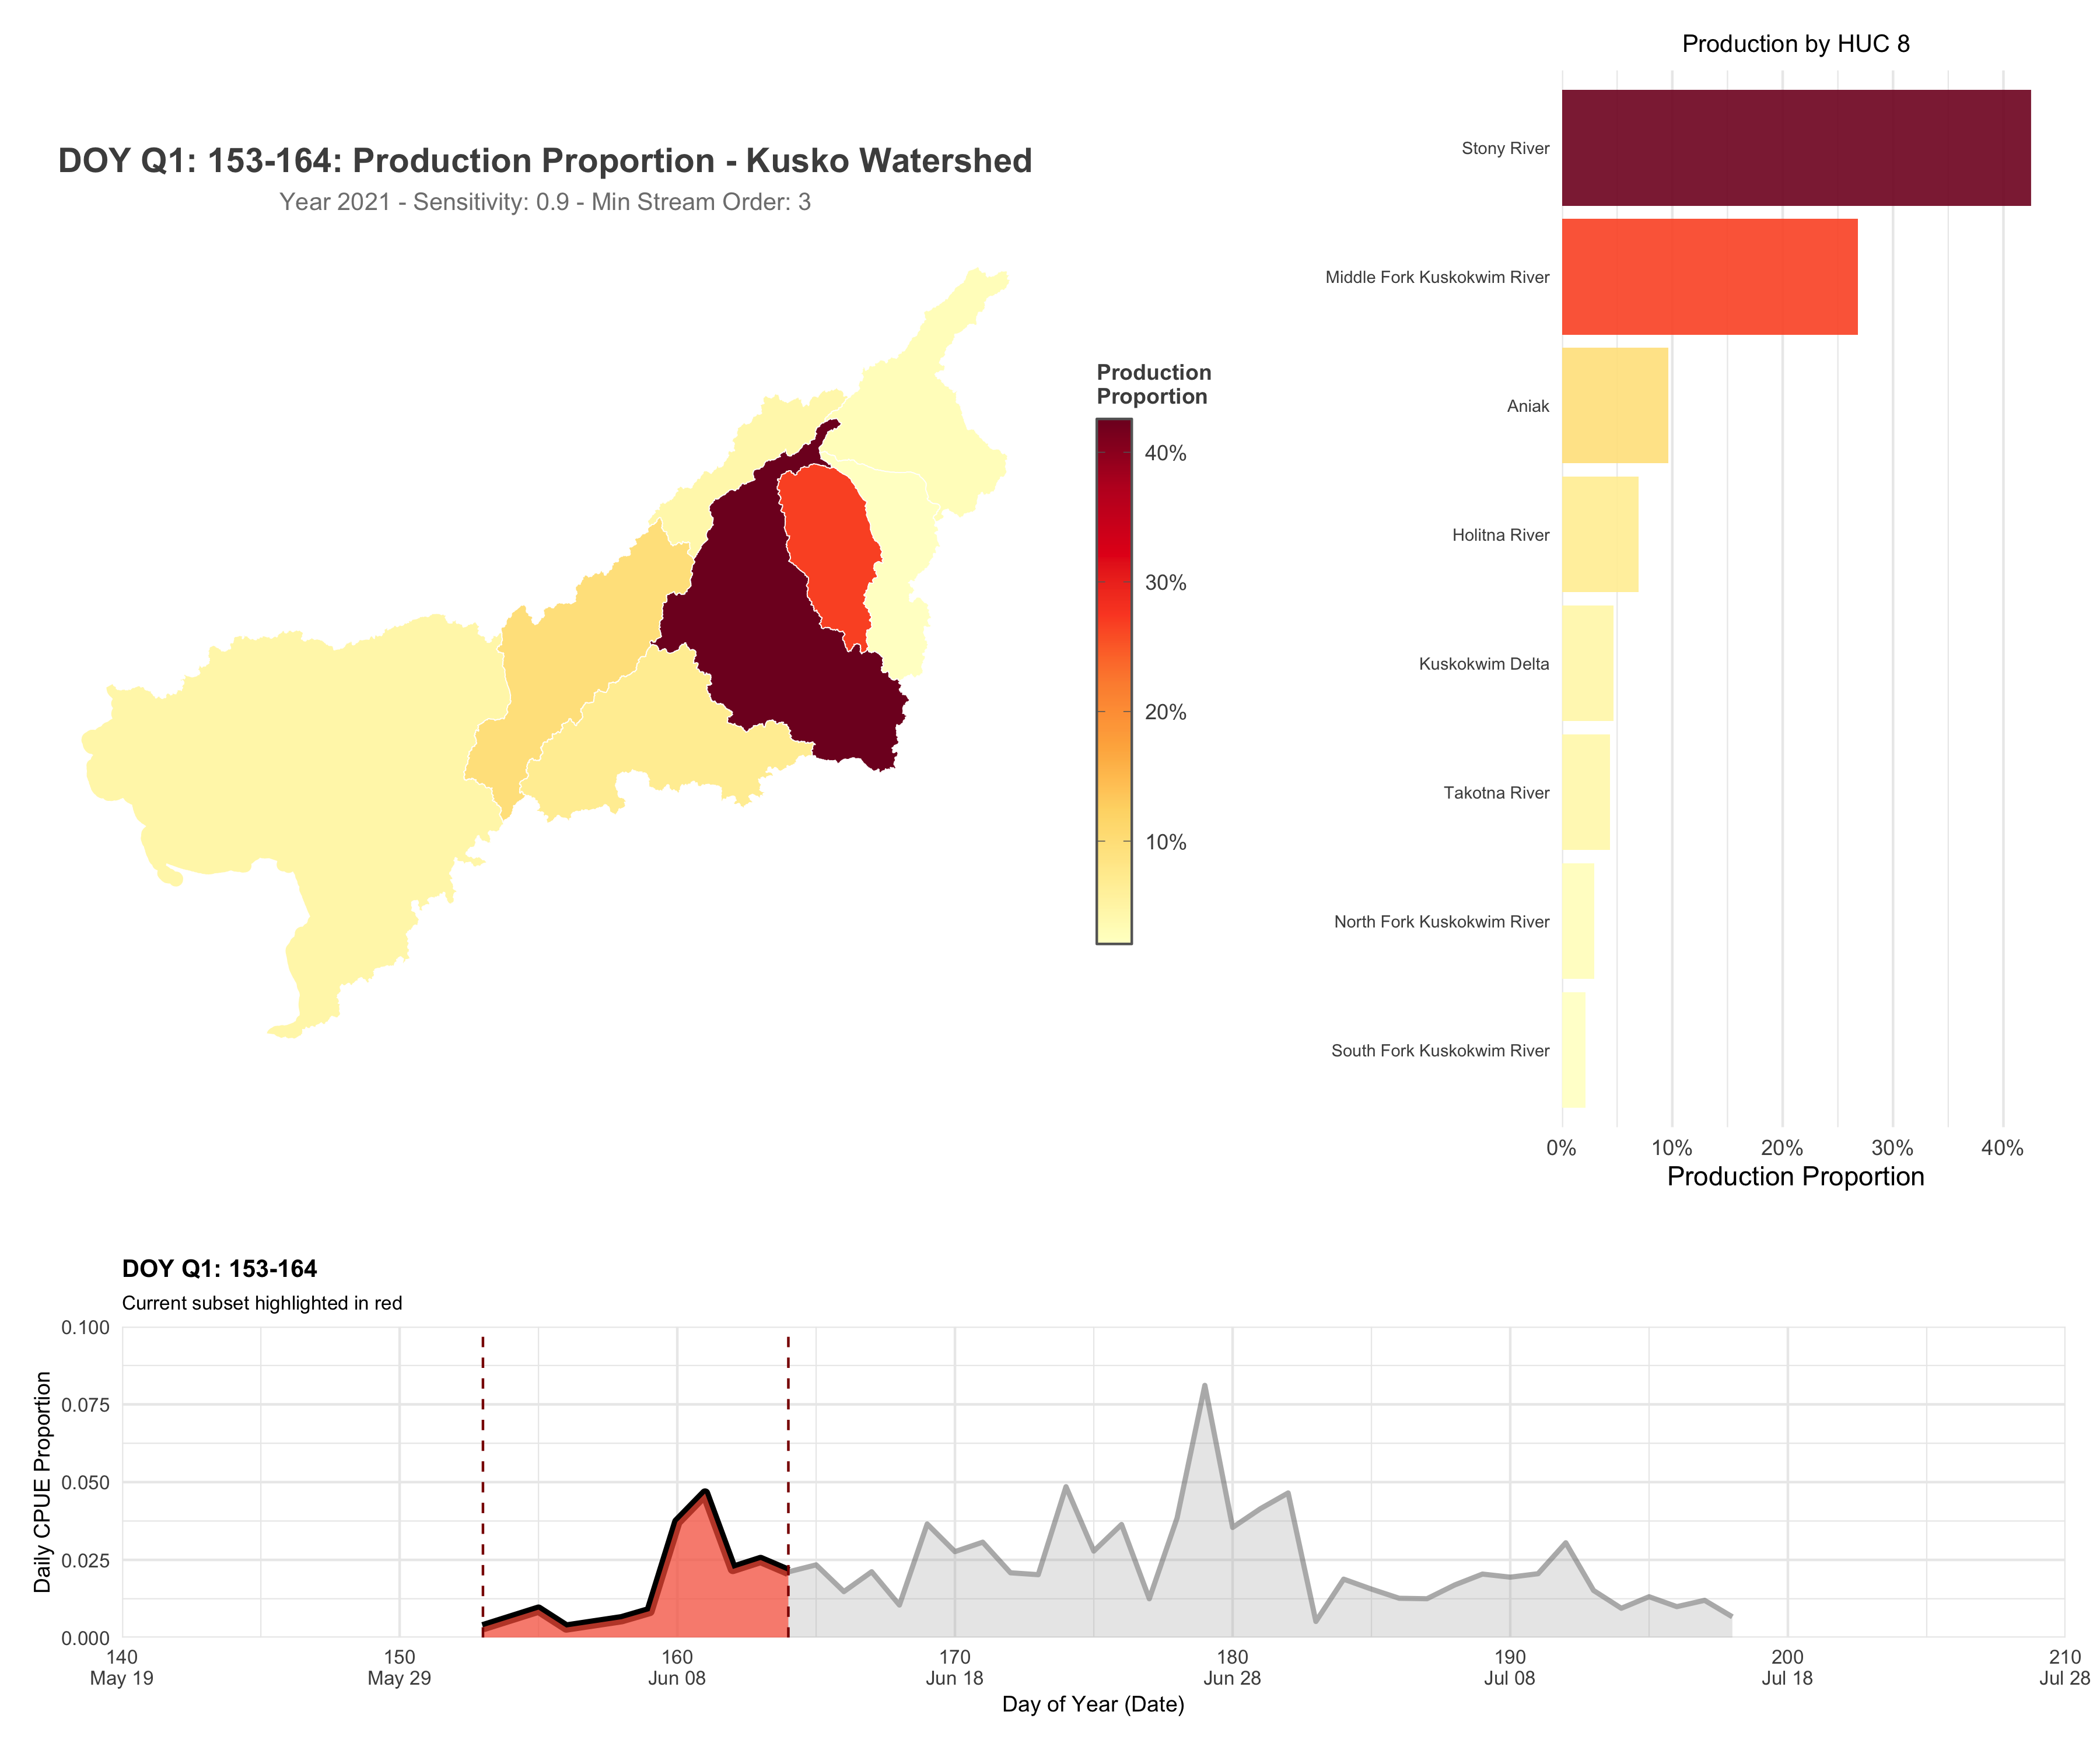 DOY Q1: 153-164: Production Proportion - Kusko Watershed
Year 2021 - Sensitivity: 0.9 - Min Stream Order: 3
Production
Proportion
40%
30%
20%
10%
Production by HUC 8
Stony River
Middle Fork Kuskokwim River
Aniak
Holitna River
Kuskokwim Delta
Takotna River
North Fork Kuskokwim River
South Fork Kuskokwim River
0% 10% 20% 30% 40%
Production Proportion
DOY Q1: 153-164
Current subset highlighted in red
Daily CPUE Proportion
0.100
0.075
0.050
0.025
0.000
140 150 160 170 180 190 200 210
May 19 May 29 Jun 08 Jun 18 Jun 28 Jul 08 Jul 18 Jul 28
Day of Year (Date)